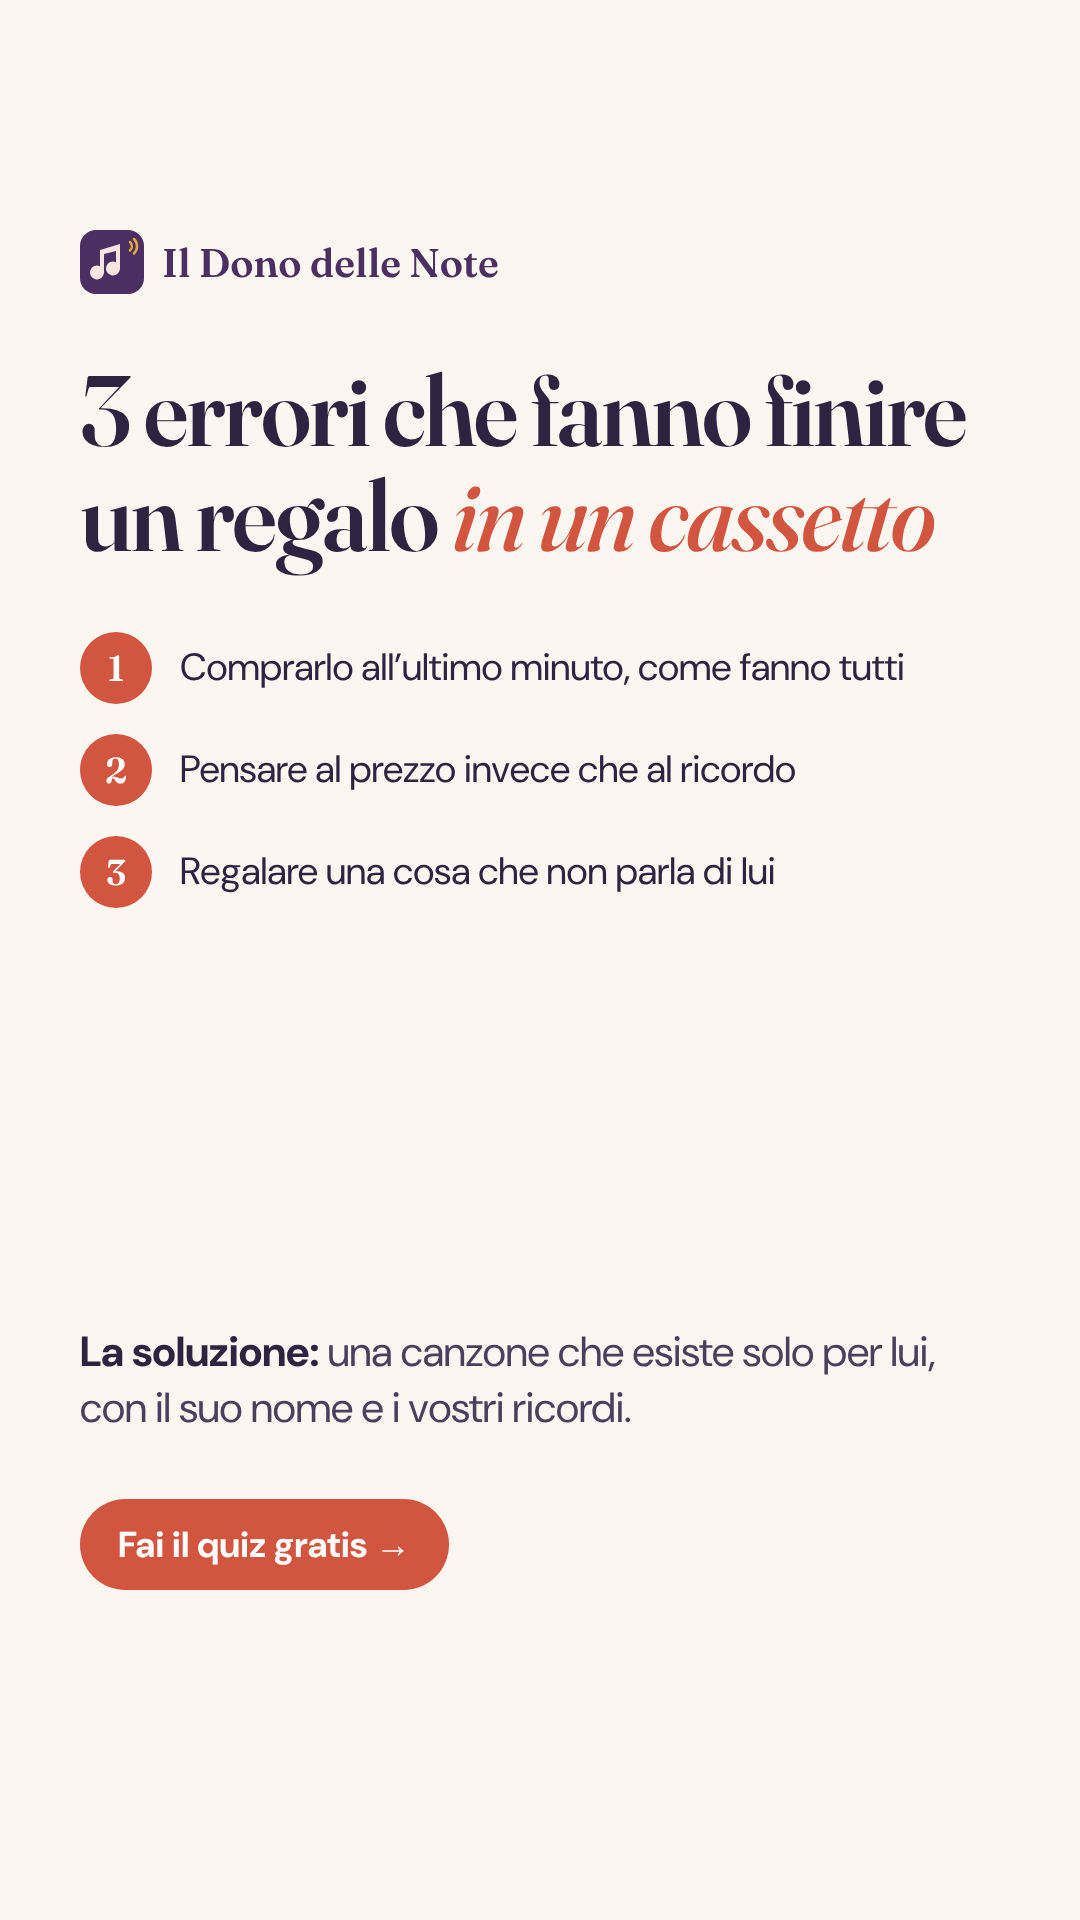 Il Dono delle Note
3 errori che fanno finire
un regalo in un cassetto
1 Comprarlo all’ultimo minuto, come fanno tutti
2 Pensare al prezzo invece che al ricordo
3 Regalare una cosa che non parla di lui
La soluzione: una canzone che esiste solo per lui,
con il suo nome e i vostri ricordi.
Fai il quiz gratis →